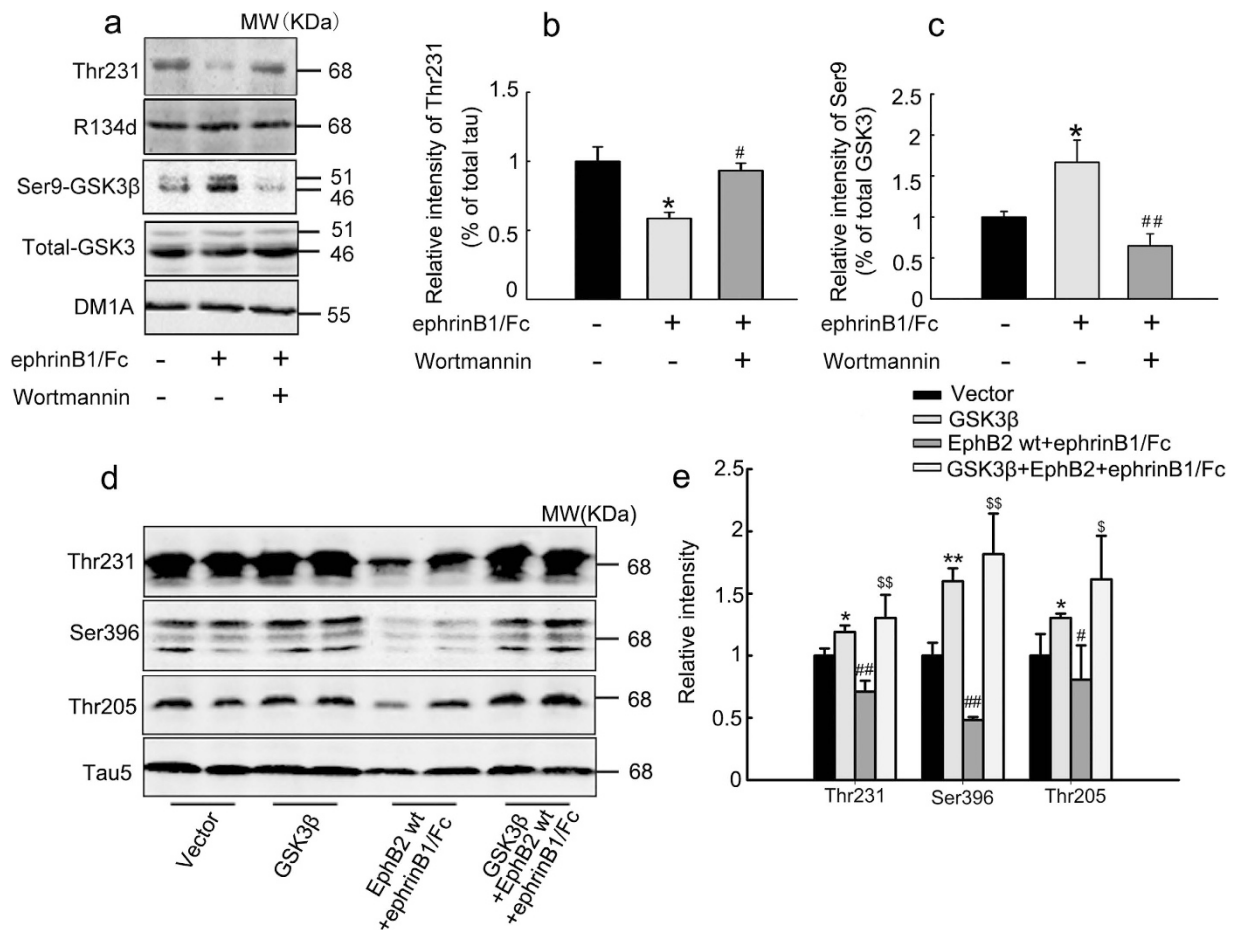 a
MW（KDa）
Thr231
68
R134d
68
Ser9-GSK3β
51
46
Total-GSK3
51
46
DM1A
55
ephrinB1/Fc - + +
Wortmannin - - +
b
Relative intensity of Thr231
(% of total tau)
1.5
1
0.5
0
*
#
ephrinB1/Fc - + +
Wortmannin - - +
c
Relative intensity of Ser9
(% of total GSK3)
2.5
2
1.5
1
0.5
0
*
##
ephrinB1/Fc - + +
Wortmannin - - +
d
MW(KDa)
Thr231
68
Ser396
68
Thr205
68
Tau5
68
Vector
GSK3β
EphB2 wt
+ephrinB1/Fc
GSK3β
+EphB2 wt
+ephrinB1/Fc
Vector
GSK3β
EphB2 wt+ephrinB1/Fc
GSK3β+EphB2+ephrinB1/Fc
e
Relative intensity
2.5
2
1.5
1
0.5
0
* ## $$
** ## $$
* # $
Thr231 Ser396 Thr205